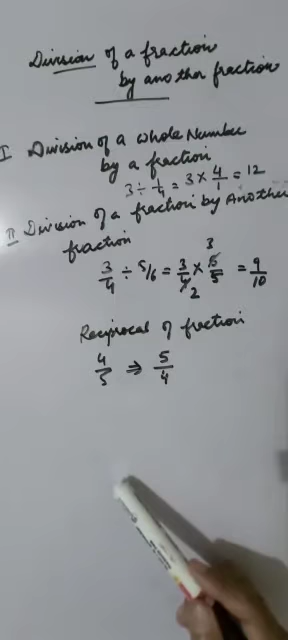 Division of a fraction
by another fraction
I Division of a Whole Number
by a fraction
3 ÷ 1/4 = 3 × 4/1 = 12
II Division of a fraction by Another
fraction
3/4 ÷ 5/6 = 3/4 × 6/5 = 9/10
3
2
Reciprocal of fraction
4/5 ⇒ 5/4